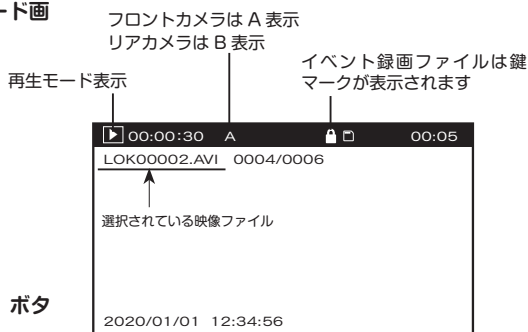 ード画
フロントカメラは A 表示
リアカメラは B 表示
イベント録画ファイルは鍵
マークが表示されます
再生モード表示
00:00:30 A 00:05
LOK00002.AVI 0004/0006
選択されている映像ファイル
ボタ
2020/01/01 12:34:56